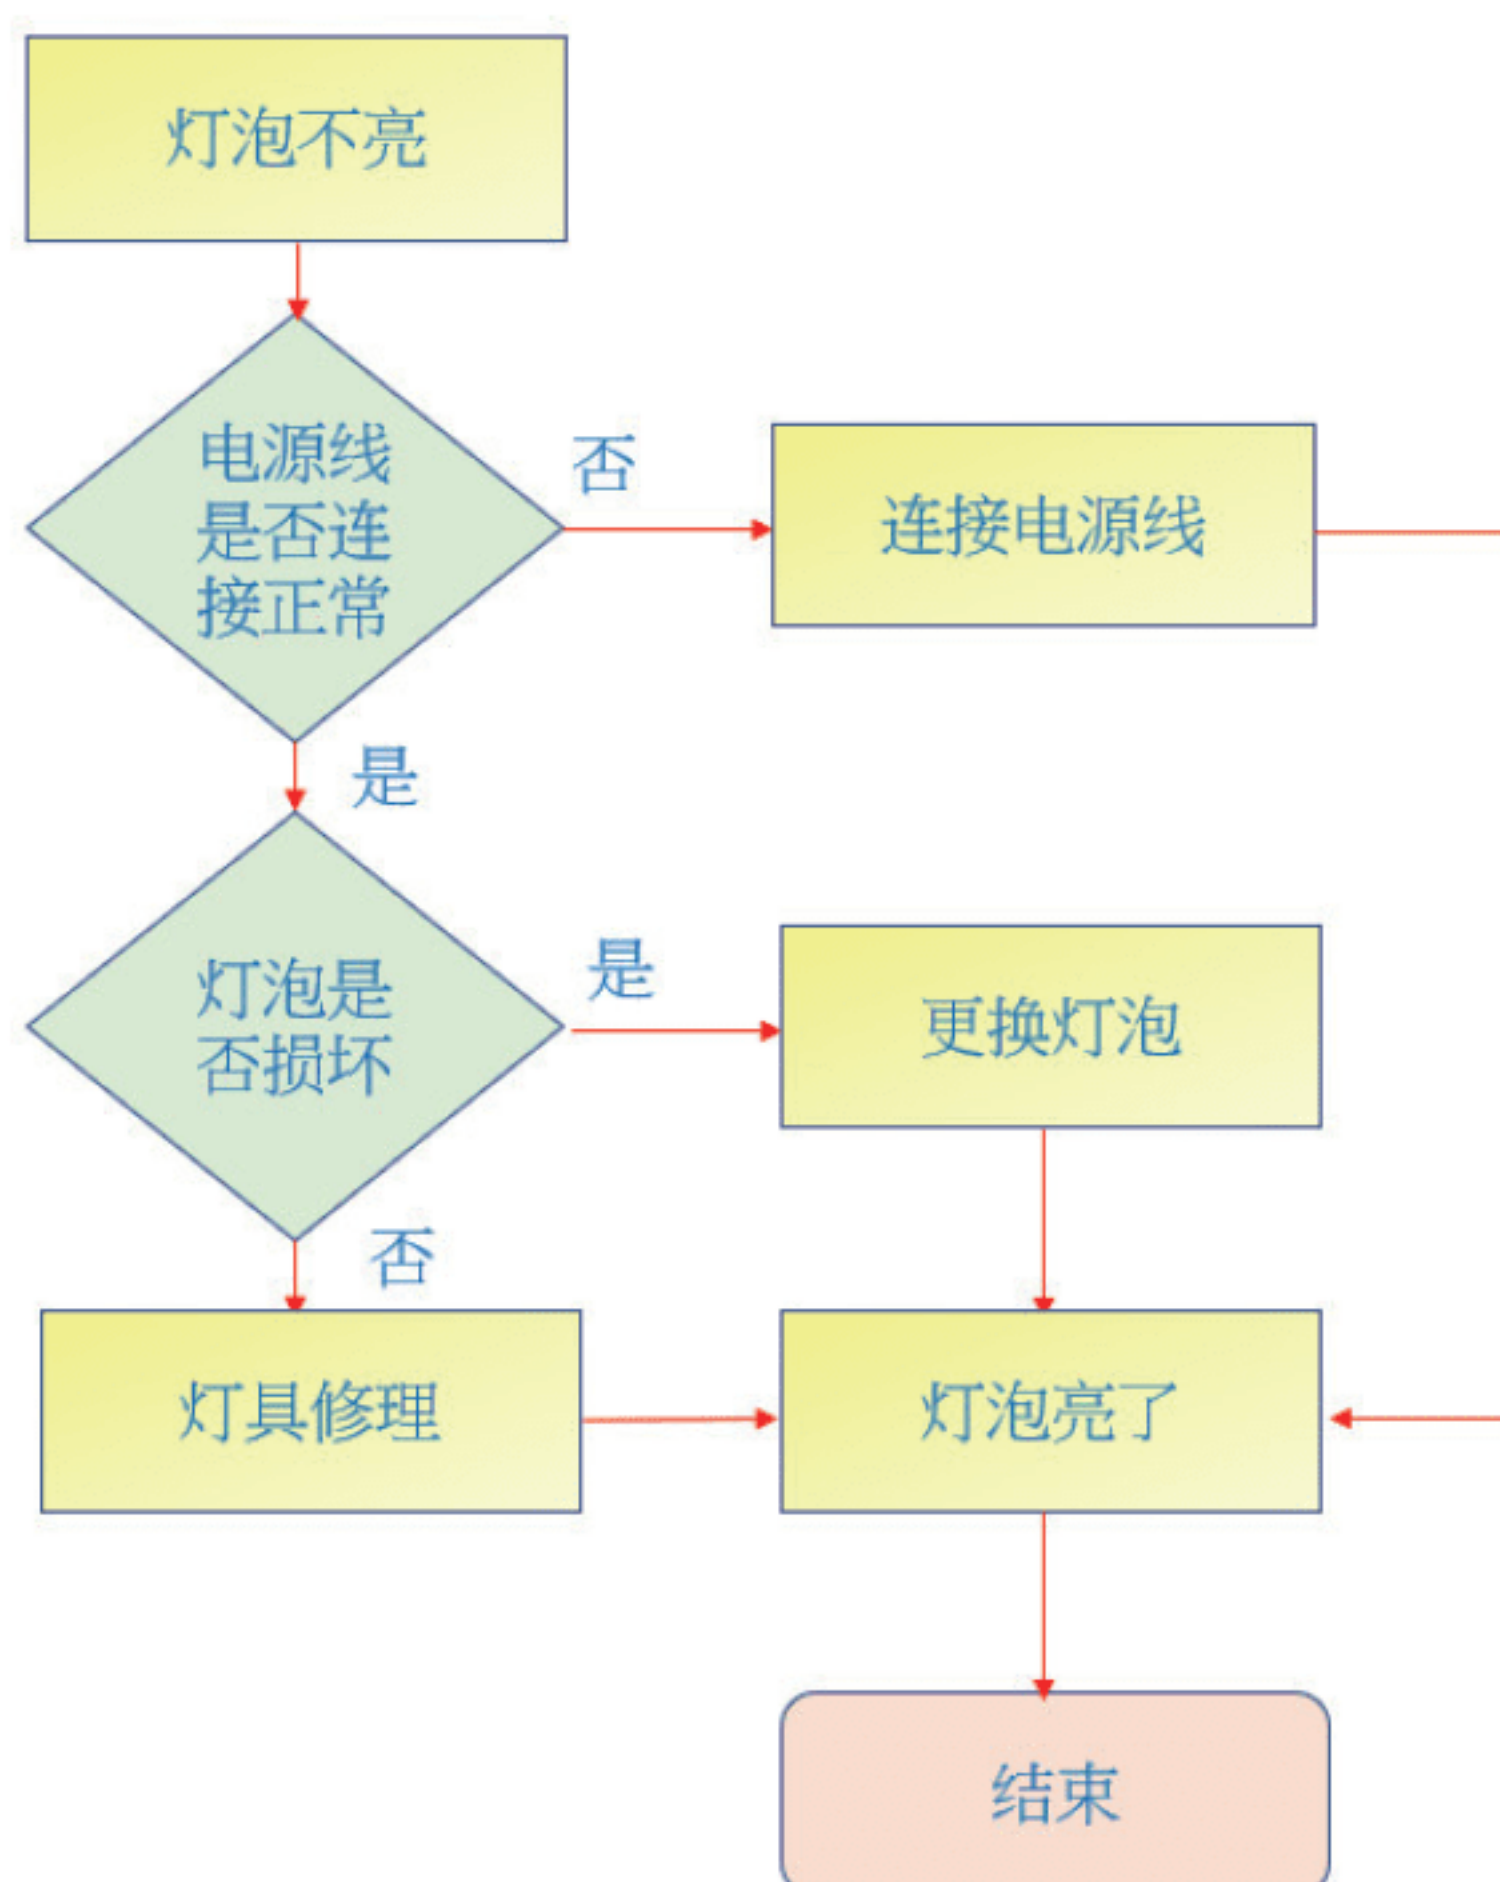 灯泡不亮
电源线
是否连
接正常
否
连接电源线
是
灯泡是
否损坏
是
更换灯泡
否
灯具修理
灯泡亮了
结束